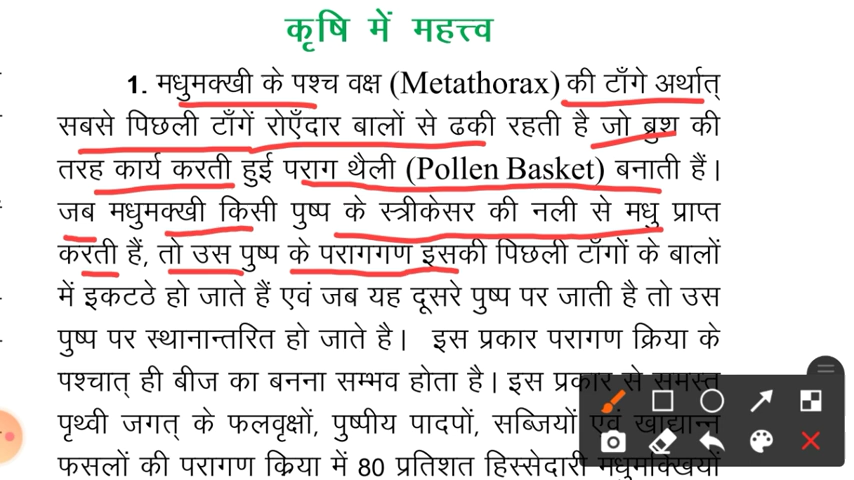 कृषि में महत्त्व
1. मधुमक्खी के पश्च वक्ष (Metathorax) की टाँगे अर्थात्
सबसे पिछली टाँगें रोएँदार बालों से ढकी रहती है जो ब्रुश की
तरह कार्य करती हुई पराग थैली (Pollen Basket) बनाती हैं।
जब मधुमक्खी किसी पुष्प के स्त्रीकेसर की नली से मधु प्राप्त
करती हैं, तो उस पुष्प के परागगण इसकी पिछली टाँगों के बालों
में इकटठे हो जाते हैं एवं जब यह दूसरे पुष्प पर जाती है तो उस
पुष्प पर स्थानान्तरित हो जाते है। इस प्रकार परागण क्रिया के
पश्चात् ही बीज का बनना सम्भव होता है। इस प्रकार से समस्त
पृथ्वी जगत् के फलवृक्षों, पुष्पीय पादपों, सब्जियों एवं खाद्यान्न
फसलों की परागण क्रिया में 80 प्रतिशत हिस्सेदारी मधुमक्खियों